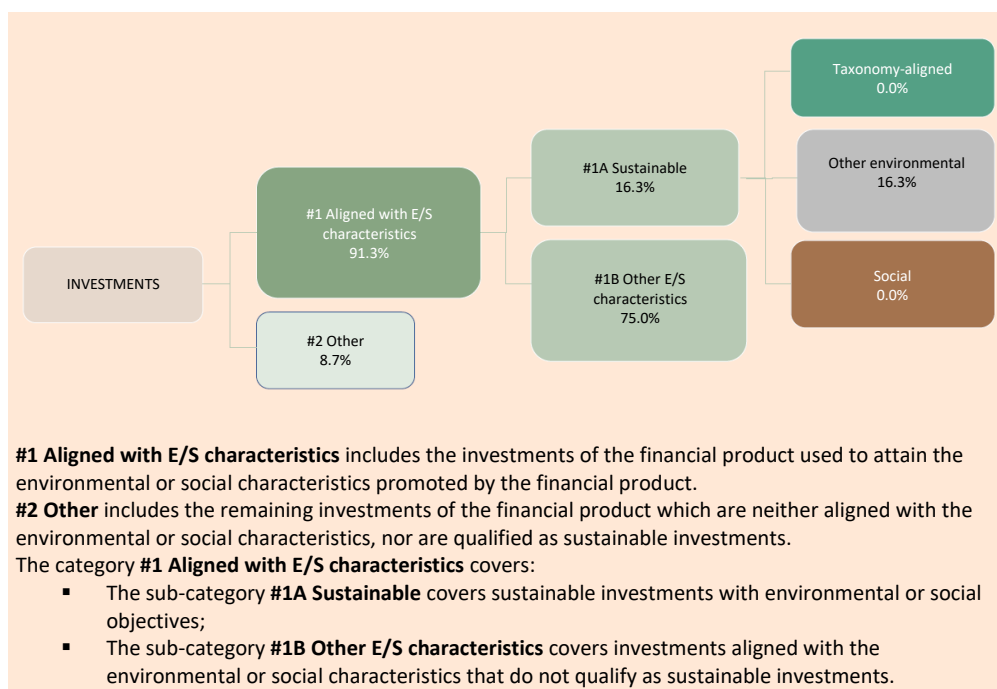 INVESTMENTS
#1 Aligned with E/S
characteristics
91.3%
#2 Other
8.7%
#1A Sustainable
16.3%
#1B Other E/S
characteristics
75.0%
Taxonomy-aligned
0.0%
Other environmental
16.3%
Social
0.0%
#1 Aligned with E/S characteristics includes the investments of the financial product used to attain the
environmental or social characteristics promoted by the financial product.
#2 Other includes the remaining investments of the financial product which are neither aligned with the
environmental or social characteristics, nor are qualified as sustainable investments.
The category #1 Aligned with E/S characteristics covers:
▪ The sub-category #1A Sustainable covers sustainable investments with environmental or social
objectives;
▪ The sub-category #1B Other E/S characteristics covers investments aligned with the
environmental or social characteristics that do not qualify as sustainable investments.